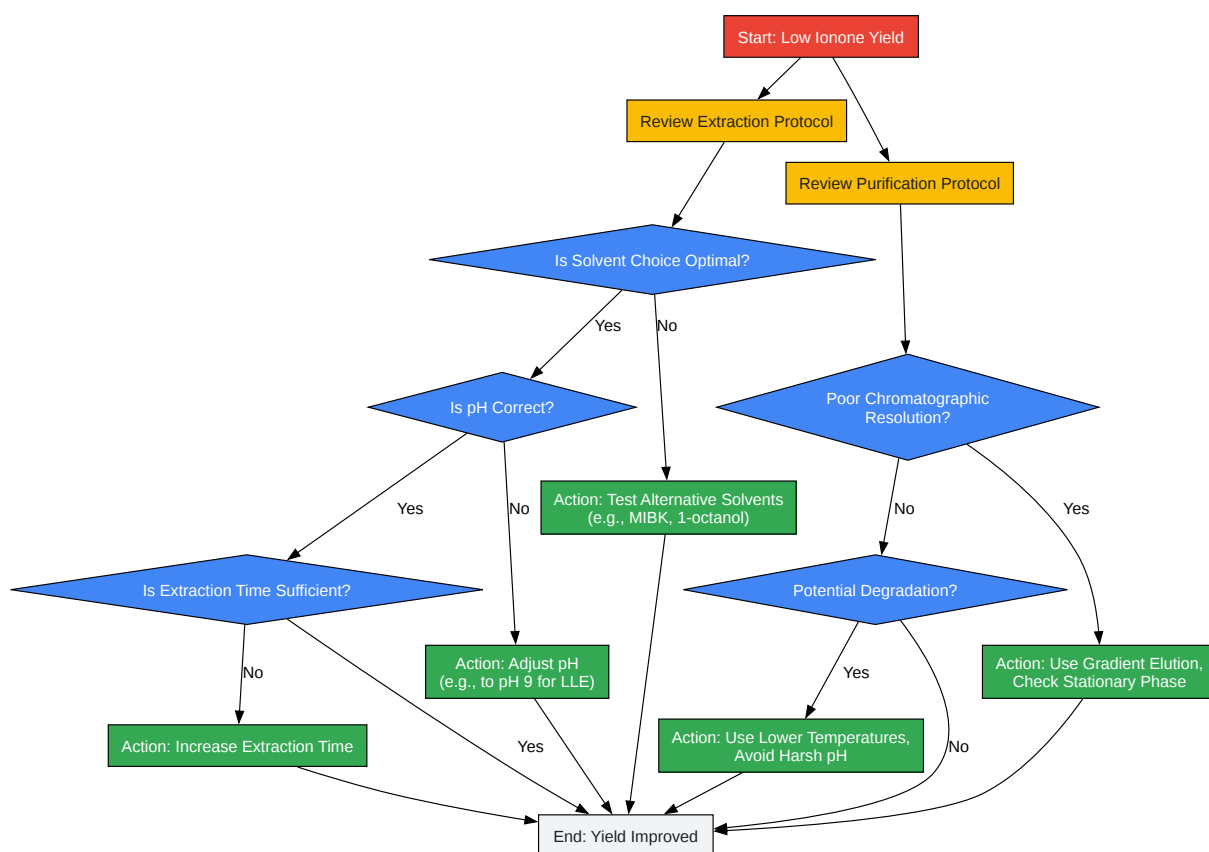 Start: Low Ionone Yield
Review Extraction Protocol
Review Purification Protocol
Is Solvent Choice Optimal?
Yes
No
Is pH Correct?
Poor Chromatographic
Resolution?
Yes
No
Action: Test Alternative Solvents
(e.g., MIBK, 1-octanol)
No
Yes
Is Extraction Time Sufficient?
Potential Degradation?
No
Action: Adjust pH
(e.g., to pH 9 for LLE)
Yes
Action: Use Gradient Elution,
Check Stationary Phase
Action: Increase Extraction Time
Yes
Action: Use Lower Temperatures,
Avoid Harsh pH
No
End: Yield Improved